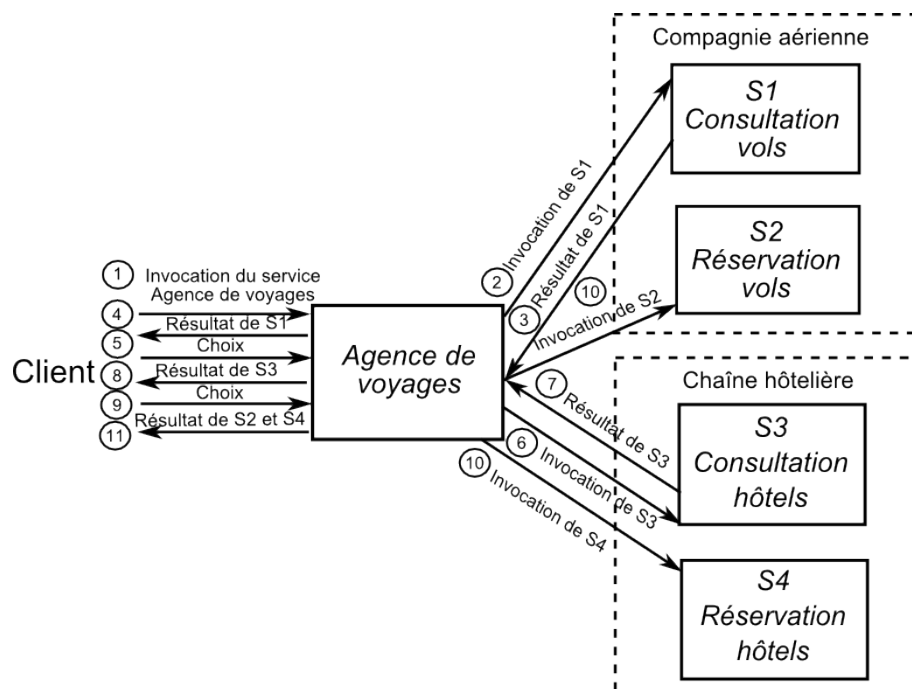 Compagnie aérienne
S1
Consultation
vols
S2
Réservation
vols
2 Invocation de S1
3 Résultat de S1
10
Invocation de S2
1 Invocation du service
Agence de voyages
4
Résultat de S1
5
Choix
Client
8
Résultat de S3
9
Choix
Résultat de S2 et S4
11
Agence de
voyages
7 Résultat de S3
6 Invocation de S3
10 Invocation de S4
Chaîne hôtelière
S3
Consultation
hôtels
S4
Réservation
hôtels